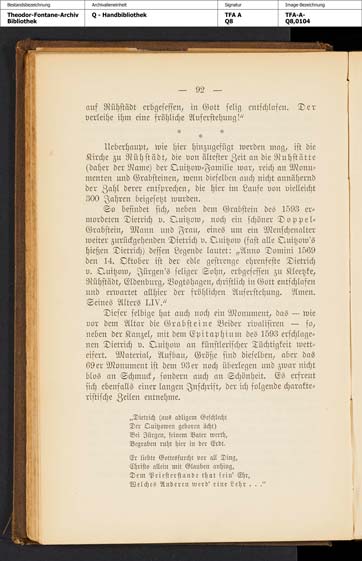 Bestandsbezeichnung
Archivalieneinheit
Signatur
Image-Bezeichnung
Theodor-Fontane-Archiv
Bibliothek
Q - Handbibliothek
TFA A
Q8
TFA-A-
Q8,0104
— 92 —
auf Rühstädt erbgesessen, in Gott selig entschlafen. Der
verleihe ihm eine fröhliche Auferstehung!“
* * *
Ueberhaupt, wie hier hinzugefügt werden mag, ist die
Kirche zu Rühstädt, die von ältester Zeit an die Ruhstätte
(daher der Name) der Quitzow-Familie war, reich an Monu-
menten und Grabsteinen, wenn dieselben auch nicht annähernd
der Zahl derer entsprechen, die hier im Laufe von vielleicht
300 Jahren beigesetzt wurden.
So befindet sich, neben dem Grabstein des 1593 er-
mordeten Dietrich v. Quitzow, noch ein schöner Doppel-
Grabstein, Mann und Frau, eines um ein Menschenalter
weiter zurückgehenden Dietrich v. Quitzow (fast alle Quitzow's
hießen Dietrich) dessen Legende lautet: „Anno Domini 1569
den 14. Oktober ist der edle gestrenge ehrenfeste Dietrich
v. Quitzow, Jürgen's seliger Sohn, erbgesessen zu Kletzke,
Rühstädt, Eldenburg, Vogtshagen, christlich in Gott entschlafen
und erwartet allhier der fröhlichen Auferstehung. Amen.
Seines Alters LIV.“
Dieser selbige hat auch noch ein Monument, das — wie
vor dem Altar die Grabsteine Beider rivalisiren — so,
neben der Kanzel, mit dem Epitaphium des 1593 erschlage-
nen Dietrich v. Quitzow an künstlerischer Tüchtigkeit wett-
eifert. Material, Aufbau, Größe sind dieselben, aber das
69er Monument ist dem 93er noch überlegen und zwar nicht
blos an Schmuck, sondern auch an Schönheit. Es erfreut
sich ebenfalls einer langen Inschrift, der ich folgende charakte-
ristische Zeilen entnehme.
„Dietrich (aus adligem Geschlecht
Der Quitzowen geboren ächt)
Bei Jürgen, seinem Vater werth,
Begraben ruht hier in der Erde.
Er liebte Gottesfurcht vor all Ding,
Christo allein mit Glauben anhing,
Dem Priesterstande that sein' Ehr,
Welches Anderen werd' eine Lehr . . .“